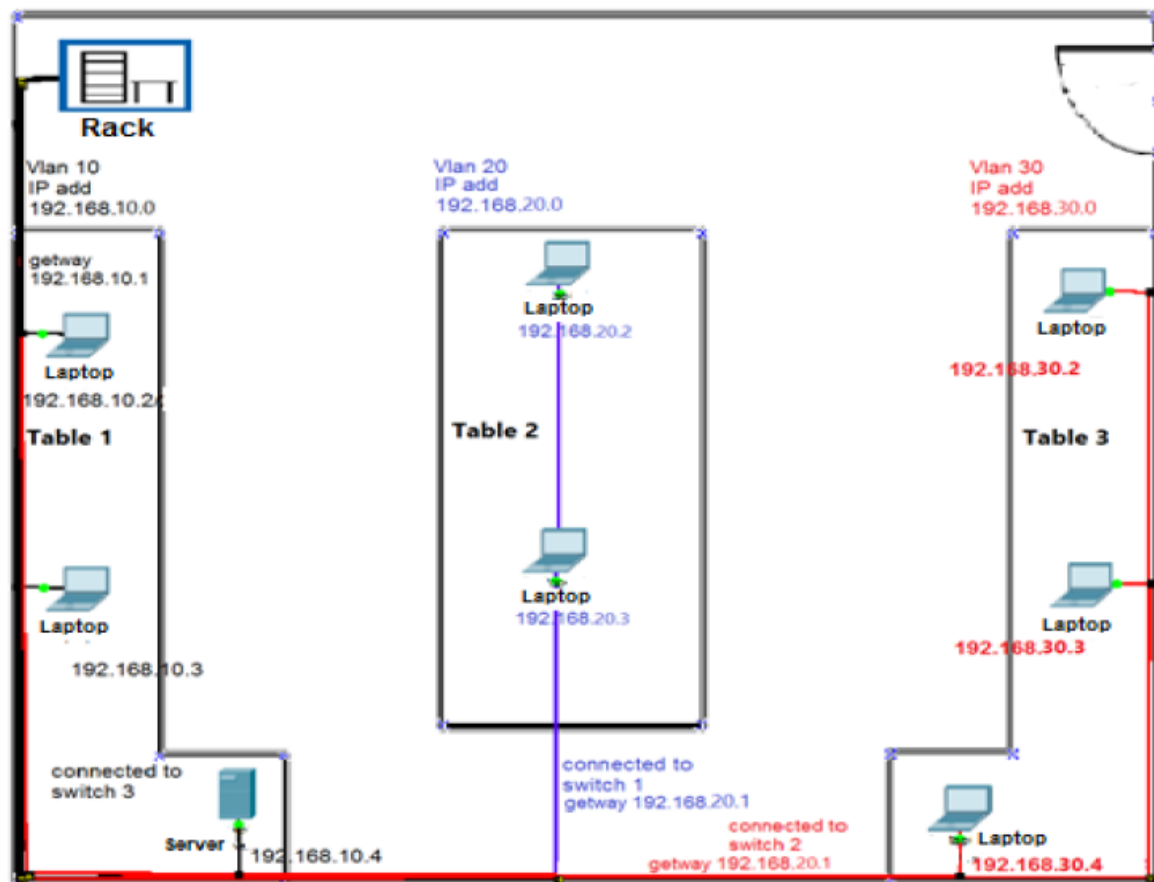 Rack
Vlan 10
IP add
192.168.10.0
getway
192.168.10.1
Laptop
192.168.10.2
Table 1
Laptop
192.168.10.3
connected to
switch 3
Server
192.168.10.4
Vlan 20
IP add
192.168.20.0
Laptop
192.168.20.2
Table 2
Laptop
192.168.20.3
connected to
switch 1
getway 192.168.20.1
Vlan 30
IP add
192.168.30.0
Laptop
192.168.30.2
Table 3
Laptop
192.168.30.3
connected to
switch 2
getway 192.168.20.1
Laptop
192.168.30.4